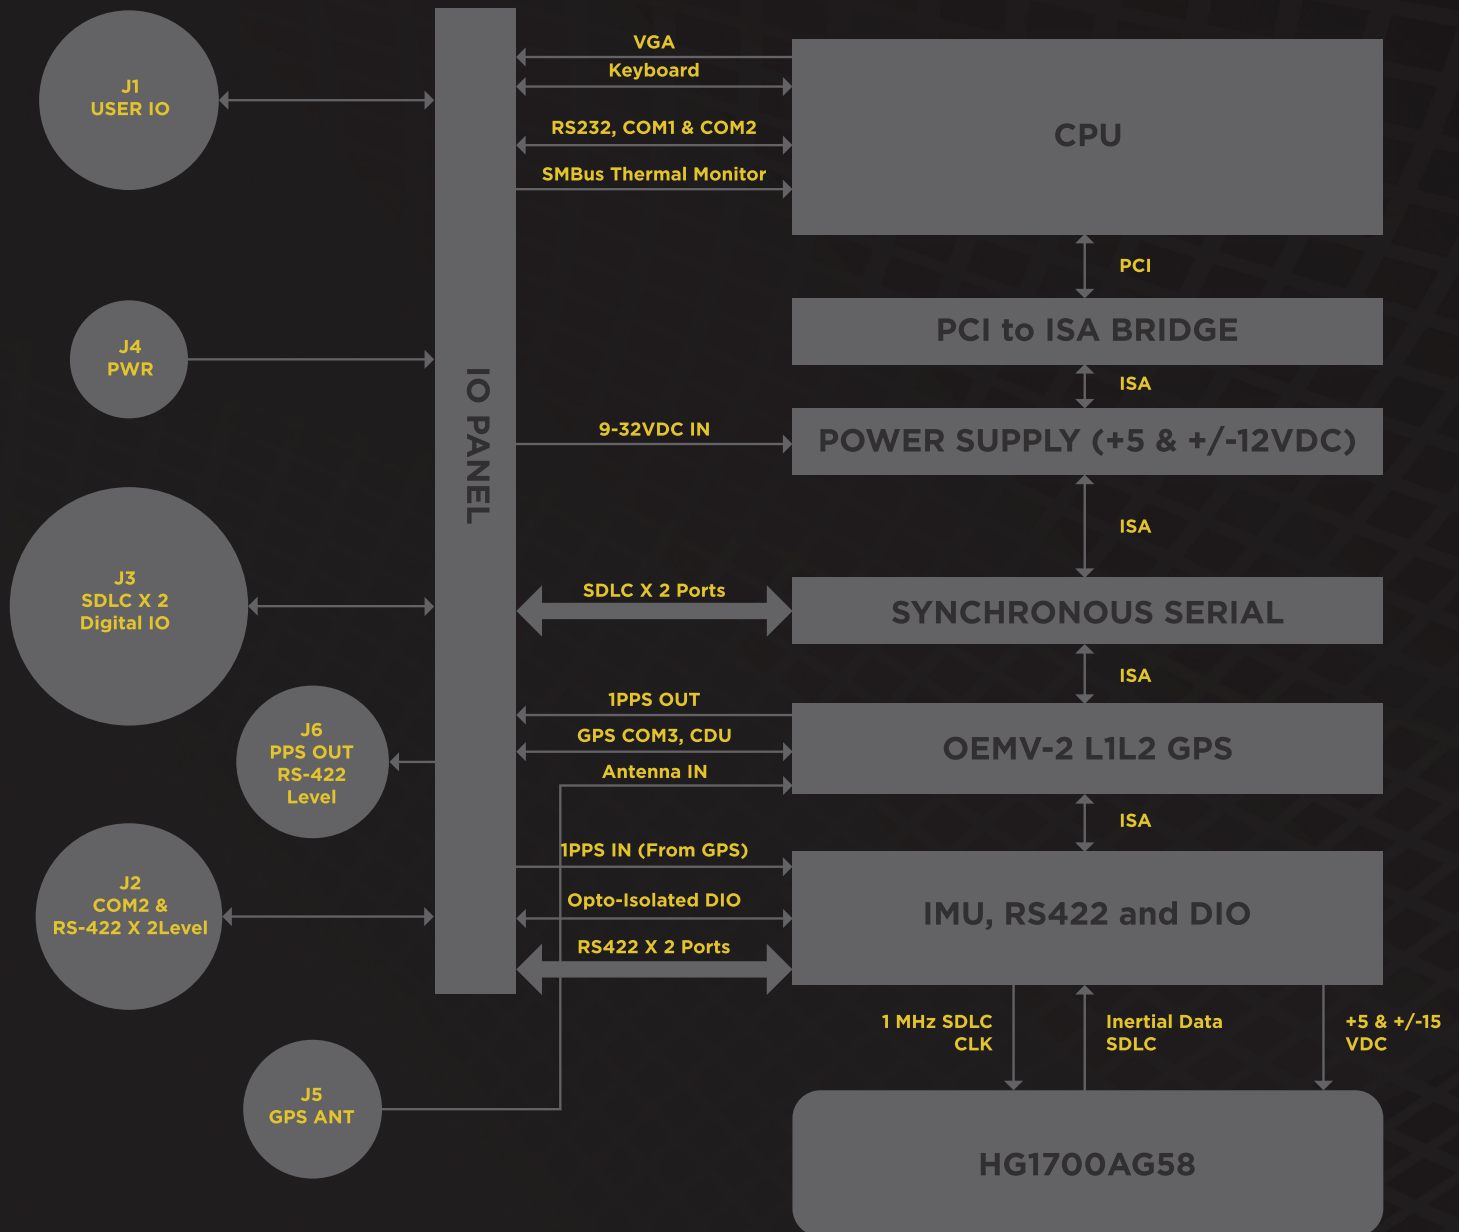 J1
USER IO
J4
PWR
J3
SDLC X 2
Digital IO
J6
PPS OUT
RS-422
Level
J2
COM2 &
RS-422 X 2Level
J5
GPS ANT
IO PANEL
VGA
Keyboard
RS232, COM1 & COM2
SMBus Thermal Monitor
9-32VDC IN
SDLC X 2 Ports
1PPS OUT
GPS COM3, CDU
Antenna IN
1PPS IN (From GPS)
Opto-Isolated DIO
RS422 X 2 Ports
CPU
PCI
PCI to ISA BRIDGE
ISA
POWER SUPPLY (+5 & +/-12VDC)
ISA
SYNCHRONOUS SERIAL
ISA
OEMV-2 L1L2 GPS
ISA
IMU, RS422 and DIO
1 MHz SDLC
CLK
Inertial Data
SDLC
+5 & +/-15
VDC
HG1700AG58